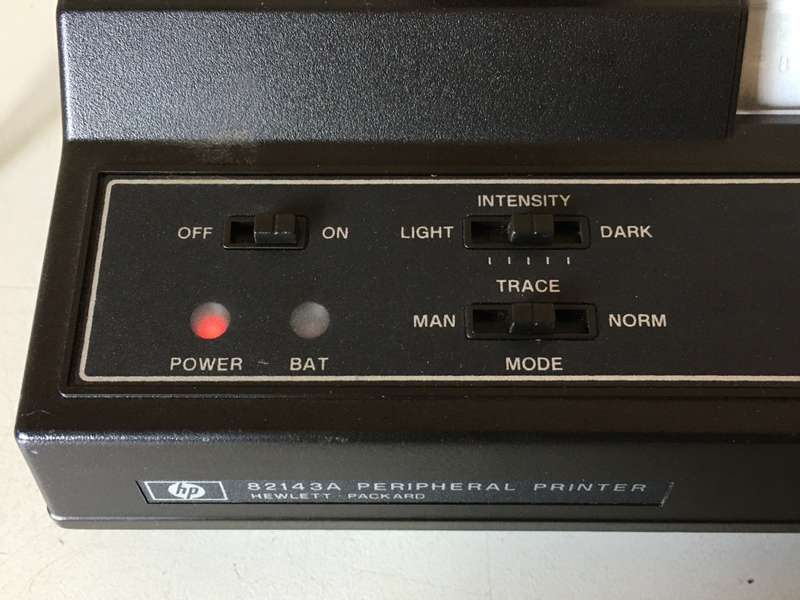 INTENSITY
OFF ON LIGHT DARK
TRACE
MAN NORM
POWER BAT MODE
hp 82143A PERIPHERAL PRINTER
HEWLETT · PACKARD